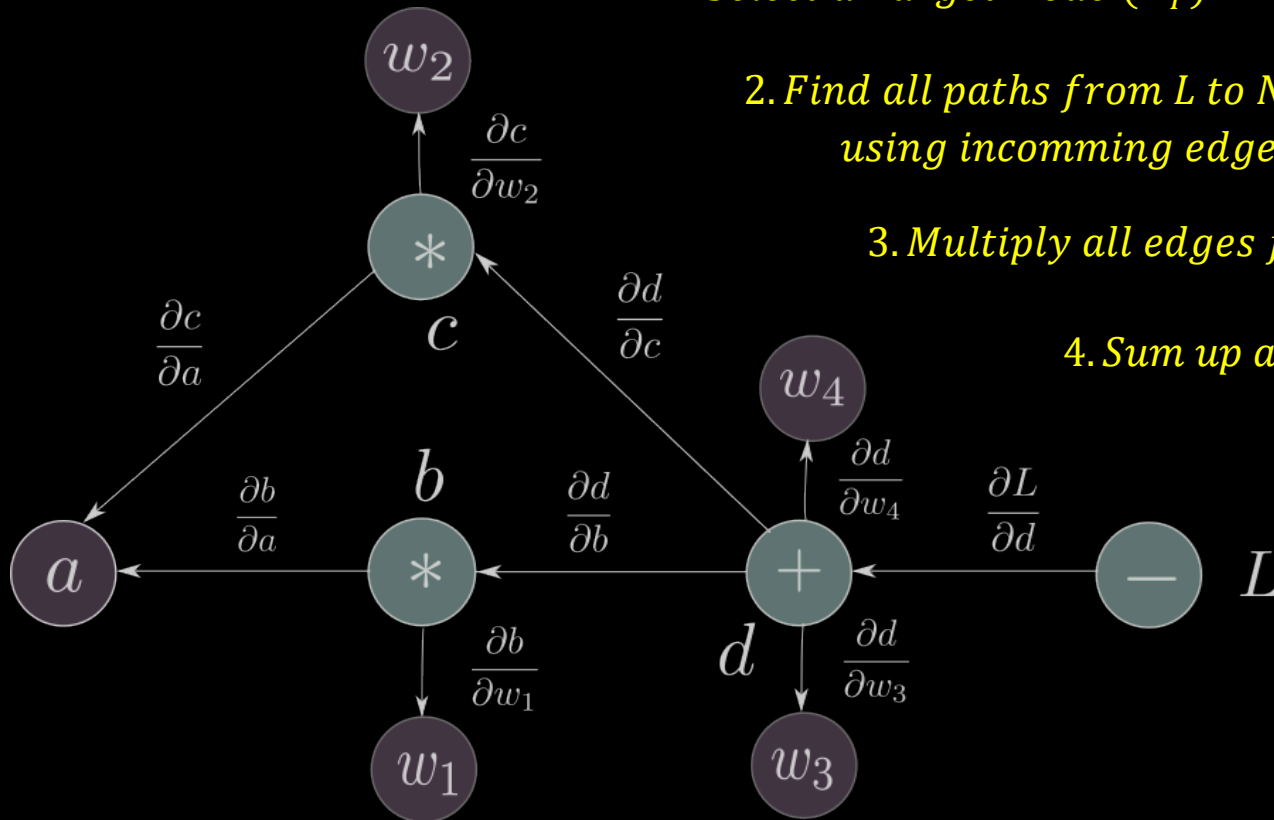 2. Find all paths from L to N
using incomming edge
3. Multiply all edges
4. Sum up a
w₂
∂c/∂w₂
*
c
∂c/∂a
∂d/∂c
w₄
∂d/∂w₄
b
∂b/∂a
∂d/∂b
∂L/∂d
a
*
+
−
L
d
∂b/∂w₁
∂d/∂w₃
w₁
w₃